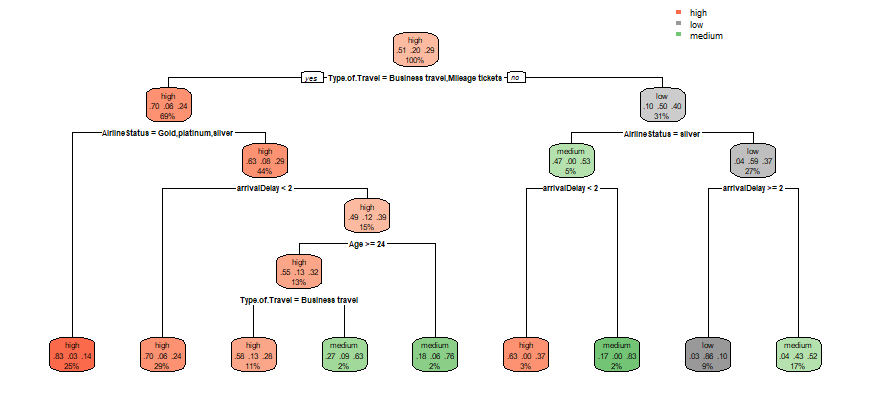 high
low
medium
high
.51 .20 .29
100%
yes Type.of.Travel = Business travel,Mileage tickets no
high
.70 .06 .24
69%
low
.10 .50 .40
31%
AirlineStatus = Gold,platinum,silver
AirlineStatus = silver
high
.63 .08 .29
44%
medium
.47 .00 .53
5%
low
.04 .59 .37
27%
arrivalDelay < 2
arrivalDelay < 2
arrivalDelay >= 2
high
.49 .12 .39
15%
Age >= 24
high
.55 .13 .32
13%
Type.of.Travel = Business travel
high
.83 .03 .14
25%
high
.70 .06 .24
29%
high
.58 .13 .28
11%
medium
.27 .09 .63
2%
medium
.18 .06 .76
2%
high
.63 .00 .37
3%
medium
.17 .00 .83
2%
low
.03 .86 .10
9%
medium
.04 .43 .52
17%